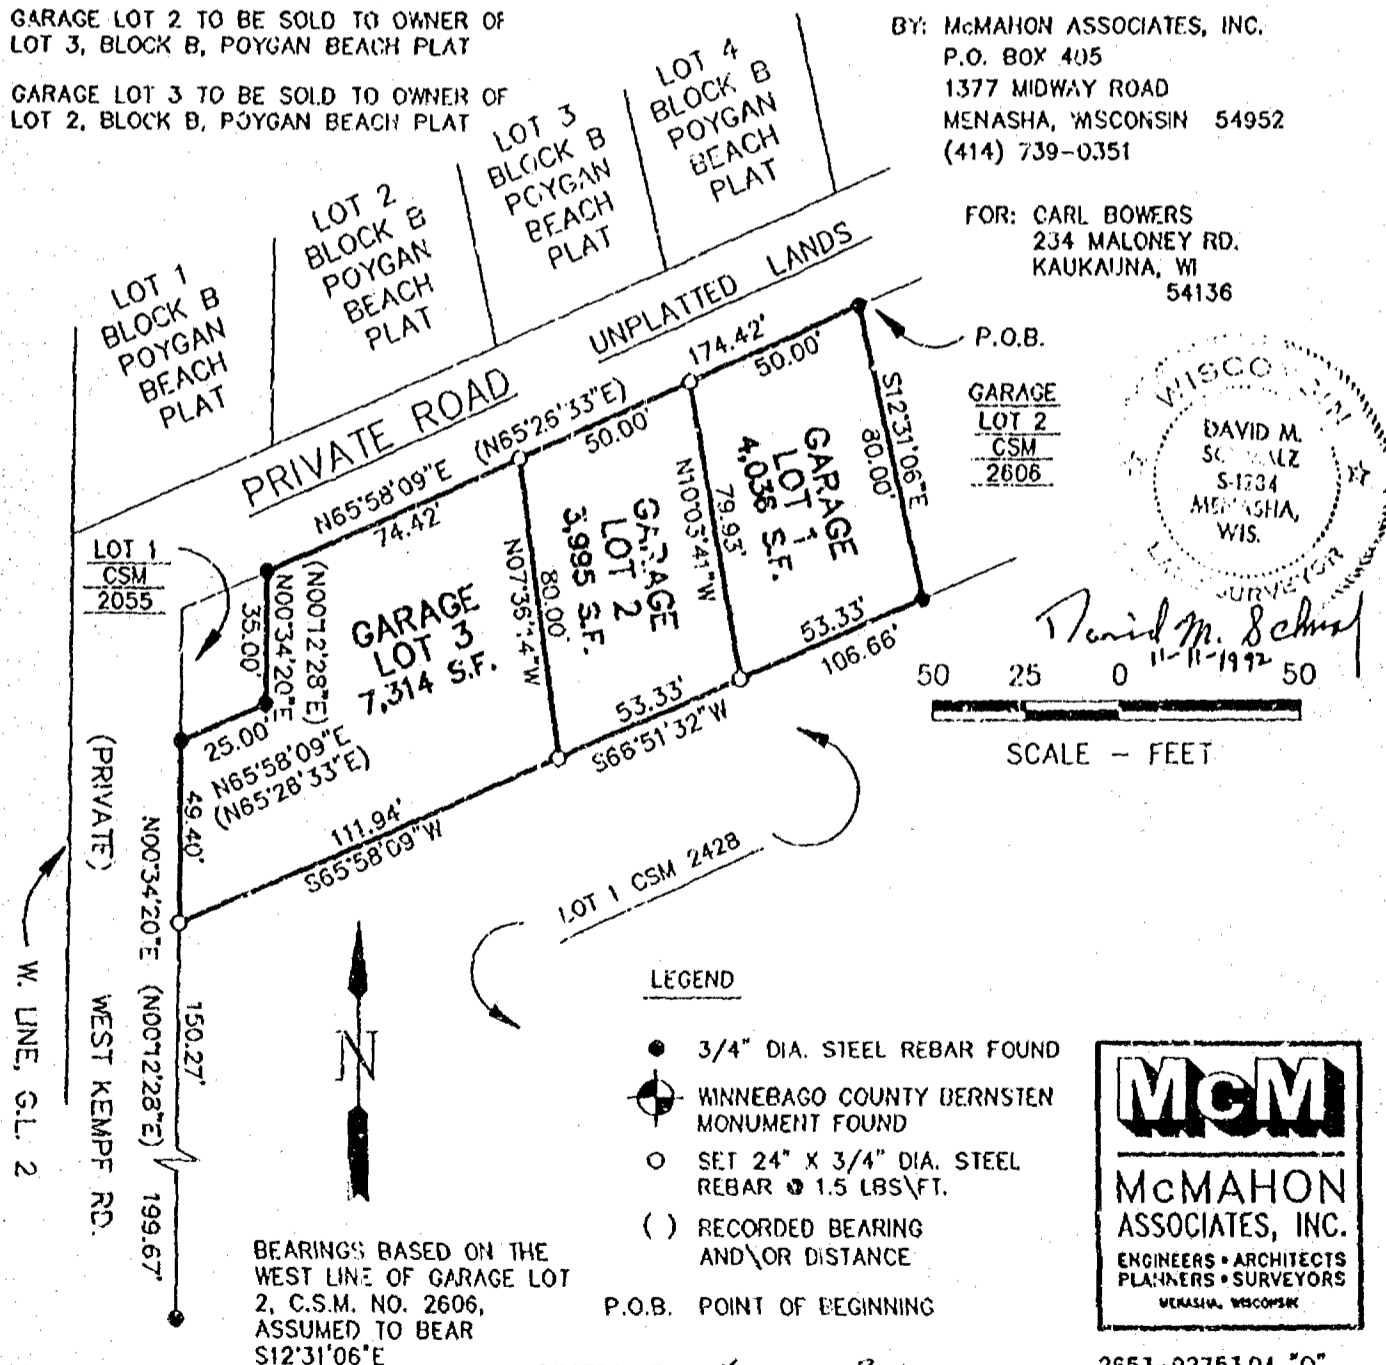 GARAGE LOT 2 TO BE SOLD TO OWNER OF
LOT 3, BLOCK B, POYGAN BEACH PLAT
GARAGE LOT 3 TO BE SOLD TO OWNER OF
LOT 2, BLOCK B, POYGAN BEACH PLAT
BY: McMAHON ASSOCIATES, INC.
P.O. BOX 405
1377 MIDWAY ROAD
MENASHA, WISCONSIN 54952
(414) 739-0351
FOR: CARL BOWERS
234 MALONEY RD.
KAUKAUNA, WI
54136
LOT 1
BLOCK B
POYGAN
BEACH
PLAT
LOT 2
BLOCK B
POYGAN
BEACH
PLAT
LOT 3
BLOCK B
POYGAN
BEACH
PLAT
LOT 4
BLOCK B
POYGAN
BEACH
PLAT
PRIVATE ROAD
UNPLATTED LANDS
174.42'
50.00'
P.O.B.
N65°58'09"E (N65°26'33"E)
74.42'
50.00'
GARAGE
LOT 2
CSM
2606
S12°31'06"E
80.00'
GARAGE
LOT 1
4,036 S.F.
N10°03'41"W
79.93'
GARAGE
LOT 2
3,995 S.F.
80.00'
GARAGE
LOT 3
7,314 S.F.
LOT 1
CSM
2055
35.00'
N00°34'20"E
(N00°12'28"E)
25.00'
N65°58'09"E
(N65°28'33"E)
49.40'
111.94'
S65°58'09"W
53.33'
S66°51'32"W
53.33'
106.66'
LOT 1 CSM 2428
WISCONSIN
DAVID M.
S-1234
MENASHA,
WIS.
SURVEYOR
David M. Schmalz
11-11-1992
50 25 0 50
SCALE - FEET
(PRIVATE)
WEST KEMPF RD.
W. LINE, G.L. 2
N00°34'20"E (N00°12'28"E)
150.27'
199.67'
N
BEARINGS BASED ON THE
WEST LINE OF GARAGE LOT
2, C.S.M. NO. 2606,
ASSUMED TO BEAR
S12°31'06"E
LEGEND
3/4" DIA. STEEL REBAR FOUND
WINNEBAGO COUNTY BERNSTEN
MONUMENT FOUND
SET 24" X 3/4" DIA. STEEL
REBAR @ 1.5 LBS\FT.
( ) RECORDED BEARING
AND\OR DISTANCE
P.O.B. POINT OF BEGINNING
McM
McMAHON
ASSOCIATES, INC.
ENGINEERS • ARCHITECTS
PLANNERS • SURVEYORS
MENASHA, WISCONSIN